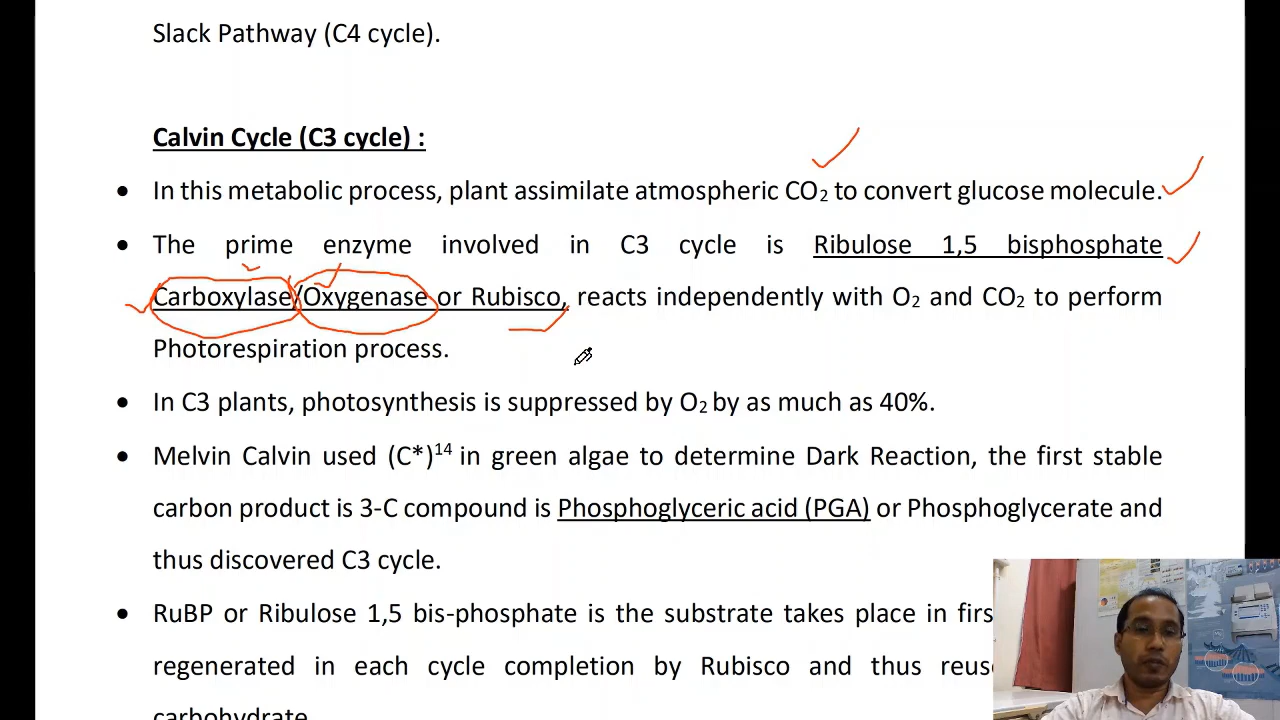 Slack Pathway (C4 cycle).
Calvin Cycle (C3 cycle) :
• In this metabolic process, plant assimilate atmospheric CO2 to convert glucose molecule.
• The prime enzyme involved in C3 cycle is Ribulose 1,5 bisphosphate
Carboxylase/Oxygenase or Rubisco, reacts independently with O2 and CO2 to perform
Photorespiration process.
• In C3 plants, photosynthesis is suppressed by O2 by as much as 40%.
• Melvin Calvin used (C*)14 in green algae to determine Dark Reaction, the first stable
carbon product is 3-C compound is Phosphoglyceric acid (PGA) or Phosphoglycerate and
thus discovered C3 cycle.
• RuBP or Ribulose 1,5 bis-phosphate is the substrate takes place in
regenerated in each cycle completion by Rubisco and thus
carbohydrate